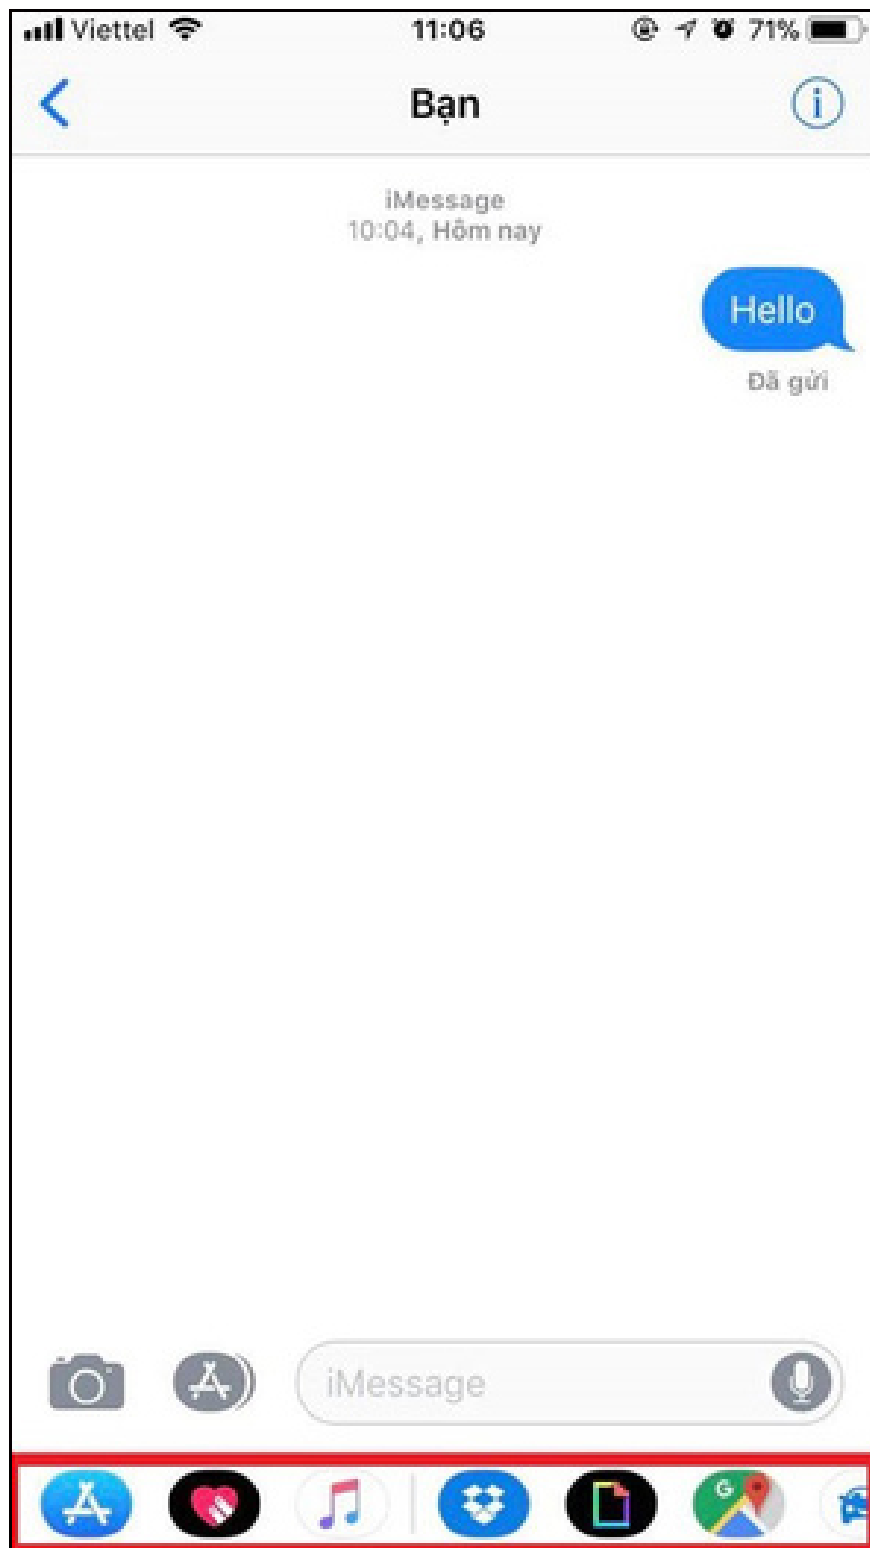 Viettel 11:06 71%
Bạn
iMessage
10:04, Hôm nay
Hello
Đã gửi
iMessage
G